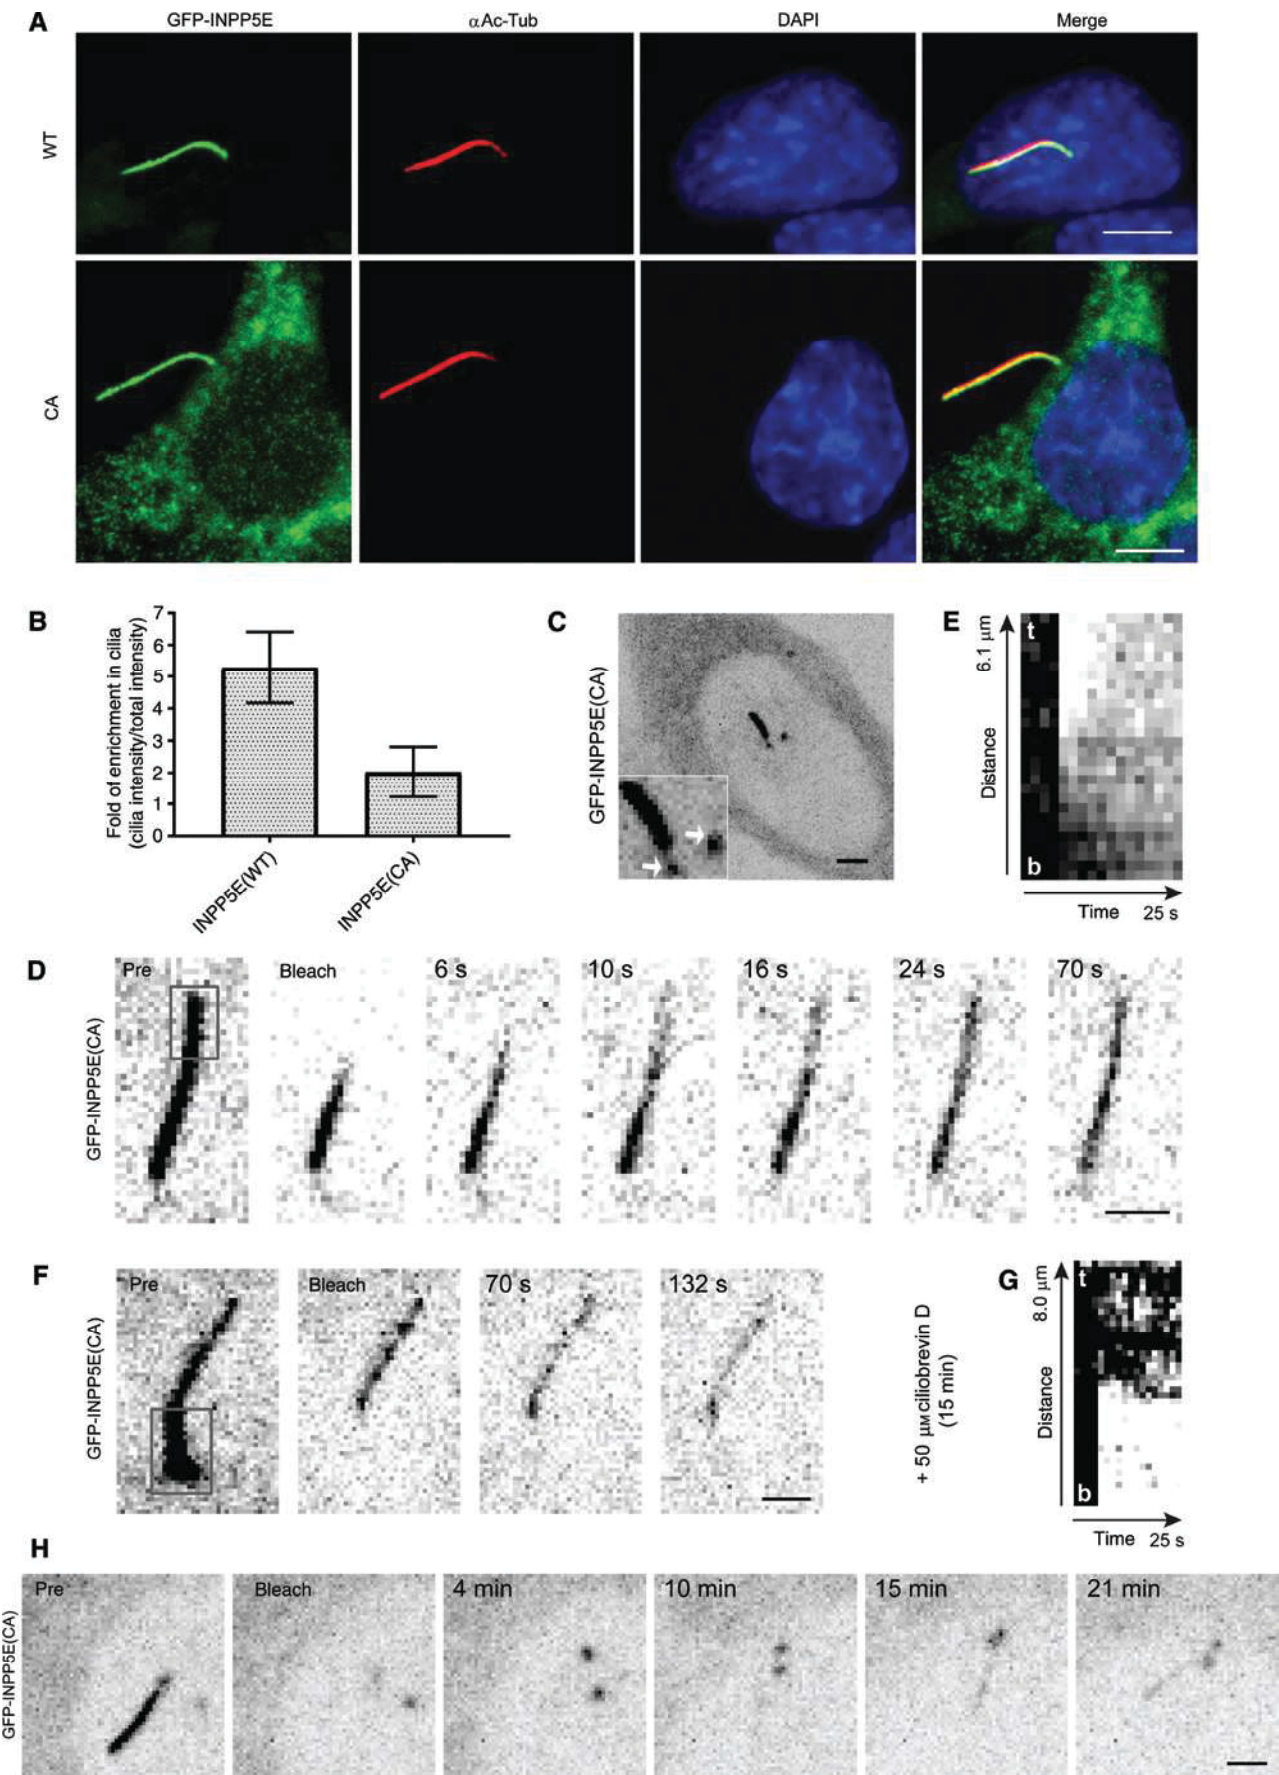 A
GFP-INPP5E
αAc-Tub
DAPI
Merge
WT
CA
B
Fold of enrichment in cilia
(cilia intensity/total intensity)
7
6
5
4
3
2
1
0
INPP5E(WT)
INPP5E(CA)
C
GFP-INPP5E(CA)
E
6.1 μm
Distance
t
b
Time 25 s
D
GFP-INPP5E(CA)
Pre
Bleach
6 s
10 s
16 s
24 s
70 s
F
GFP-INPP5E(CA)
Pre
Bleach
70 s
132 s
+ 50 μM ciliobrevin D
(15 min)
G
8.0 μm
Distance
t
b
Time 25 s
H
GFP-INPP5E(CA)
Pre
Bleach
4 min
10 min
15 min
21 min